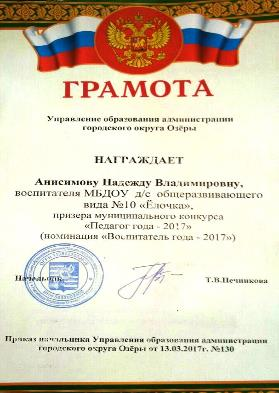 ГРАМОТА
Управление образования администрации
городского округа Озёры
НАГРАЖДАЕТ
Анисимову Надежду Владимировну,
воспитателя МБДОУ д/с общеразвивающего
вида №10 «Ёлочка»,
призера муниципального конкурса
«Педагог года - 2017»
(номинация «Воспитатель года - 2017»)
Начальник Т.В.Печникова
Приказ начальника Управления образования администрации
городского округа Озёры от 13.03.2017г. №130